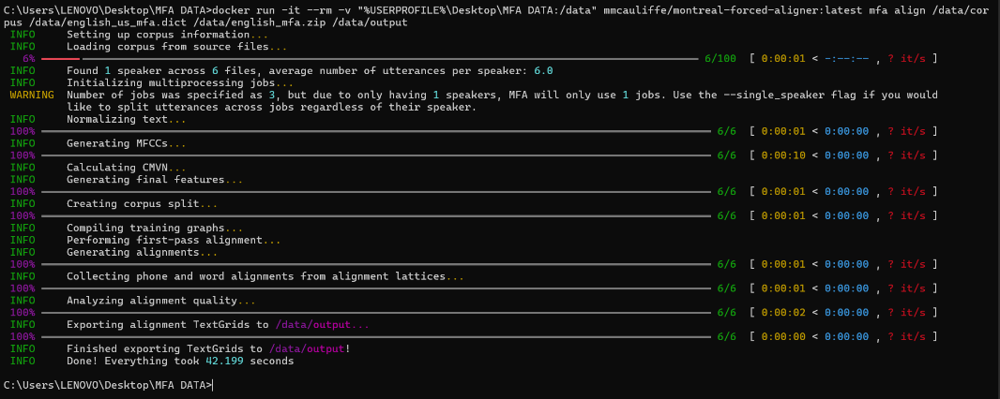 C:\Users\LENOVO\Desktop\MFA DATA>docker run -it --rm -v "%USERPROFILE%\Desktop\MFA DATA:/data" mmcauliffe/montreal-forced-aligner:latest mfa align /data/cor
pus /data/english_us_mfa.dict /data/english_mfa.zip /data/output
INFO Setting up corpus information...
INFO Loading corpus from source files...
6% 6/100 [ 0:00:01 < -:--:-- , ? it/s ]
INFO Found 1 speaker across 6 files, average number of utterances per speaker: 6.0
INFO Initializing multiprocessing jobs...
WARNING Number of jobs was specified as 3, but due to only having 1 speakers, MFA will only use 1 jobs. Use the --single_speaker flag if you would
like to split utterances across jobs regardless of their speaker.
INFO Normalizing text...
100% 6/6 [ 0:00:01 < 0:00:00 , ? it/s ]
INFO Generating MFCCs...
100% 6/6 [ 0:00:10 < 0:00:00 , ? it/s ]
INFO Calculating CMVN...
INFO Generating final features...
100% 6/6 [ 0:00:01 < 0:00:00 , ? it/s ]
INFO Creating corpus split...
100% 6/6 [ 0:00:01 < 0:00:00 , ? it/s ]
INFO Compiling training graphs...
INFO Performing first-pass alignment...
INFO Generating alignments...
100% 6/6 [ 0:00:01 < 0:00:00 , ? it/s ]
INFO Collecting phone and word alignments from alignment lattices...
100% 6/6 [ 0:00:01 < 0:00:00 , ? it/s ]
INFO Analyzing alignment quality...
100% 6/6 [ 0:00:02 < 0:00:00 , ? it/s ]
INFO Exporting alignment TextGrids to /data/output...
100% 6/6 [ 0:00:00 < 0:00:00 , ? it/s ]
INFO Finished exporting TextGrids to /data/output!
INFO Done! Everything took 42.199 seconds
C:\Users\LENOVO\Desktop\MFA DATA>